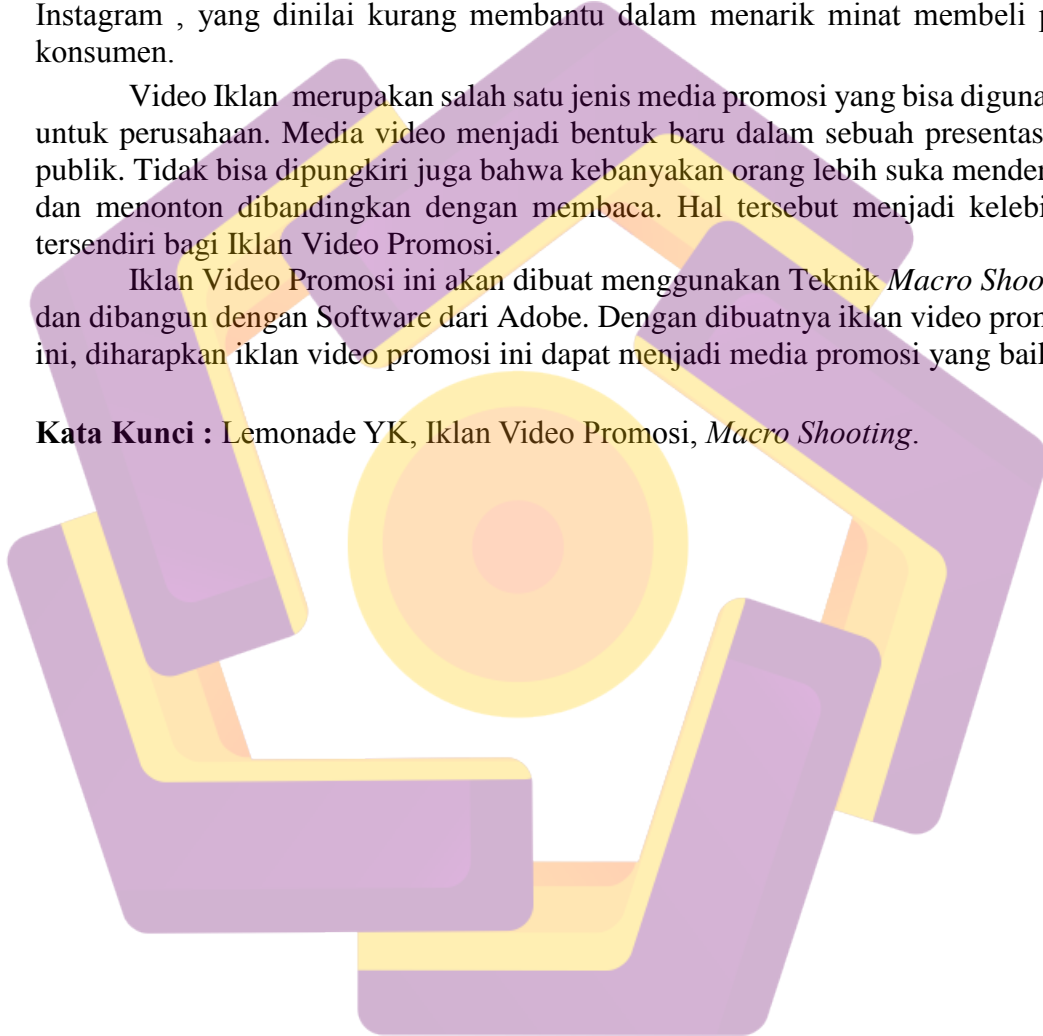 Instagram , yang dinilai kurang membantu dalam menarik minat membeli p
konsumen.
Video Iklan merupakan salah satu jenis media promosi yang bisa diguna
untuk perusahaan. Media video menjadi bentuk baru dalam sebuah presentas
publik. Tidak bisa dipungkiri juga bahwa kebanyakan orang lebih suka menden
dan menonton dibandingkan dengan membaca. Hal tersebut menjadi kelebi
tersendiri bagi Iklan Video Promosi.
Iklan Video Promosi ini akan dibuat menggunakan Teknik Macro Shoo
dan dibangun dengan Software dari Adobe. Dengan dibuatnya iklan video pron
ini, diharapkan iklan video promosi ini dapat menjadi media promosi yang baik
Kata Kunci : Lemonade YK, Iklan Video Promosi, Macro Shooting.